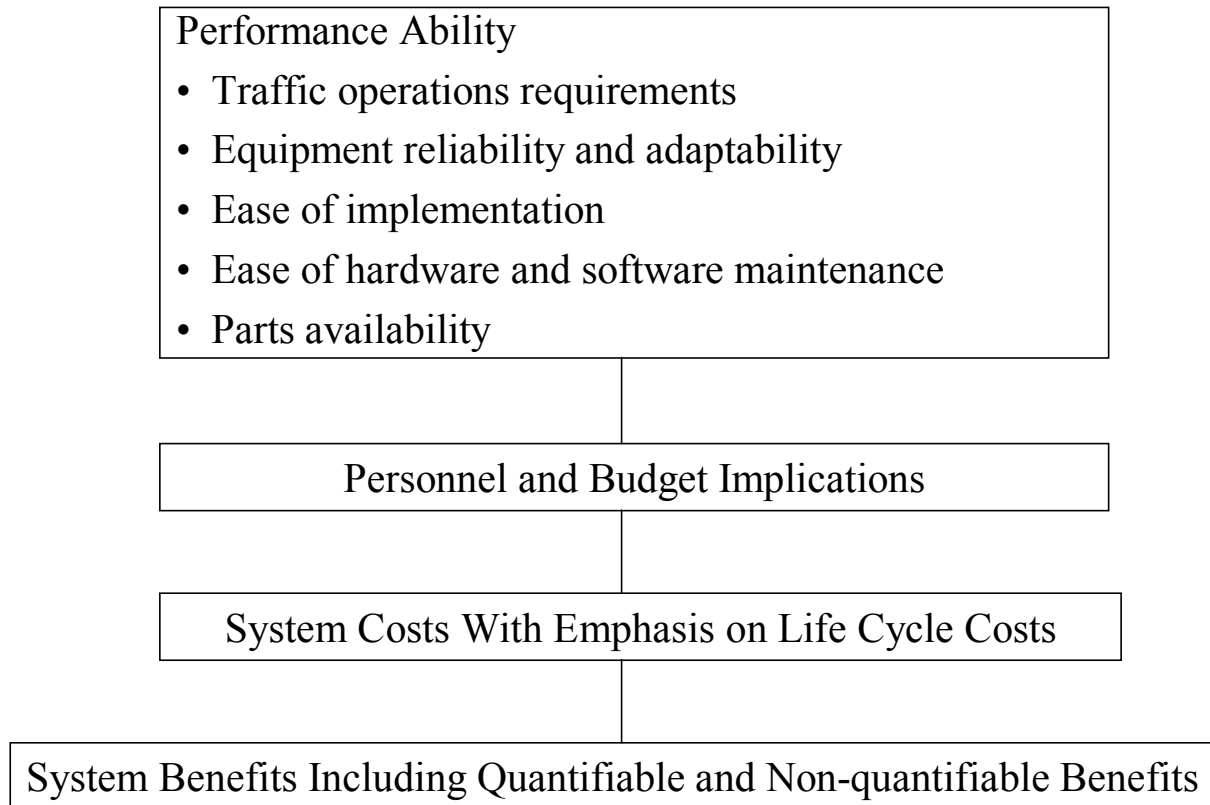 Performance Ability
• Traffic operations requirements
• Equipment reliability and adaptability
• Ease of implementation
• Ease of hardware and software maintenance
• Parts availability
Personnel and Budget Implications
System Costs With Emphasis on Life Cycle Costs
System Benefits Including Quantifiable and Non-quantifiable Benefits